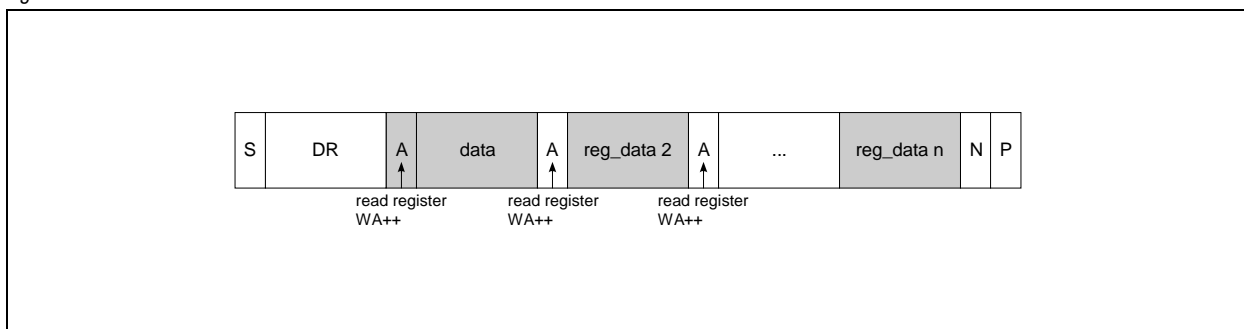 S DR A data A reg_data 2 A ... reg_data n N P
read register read register read register
WA++ WA++ WA++